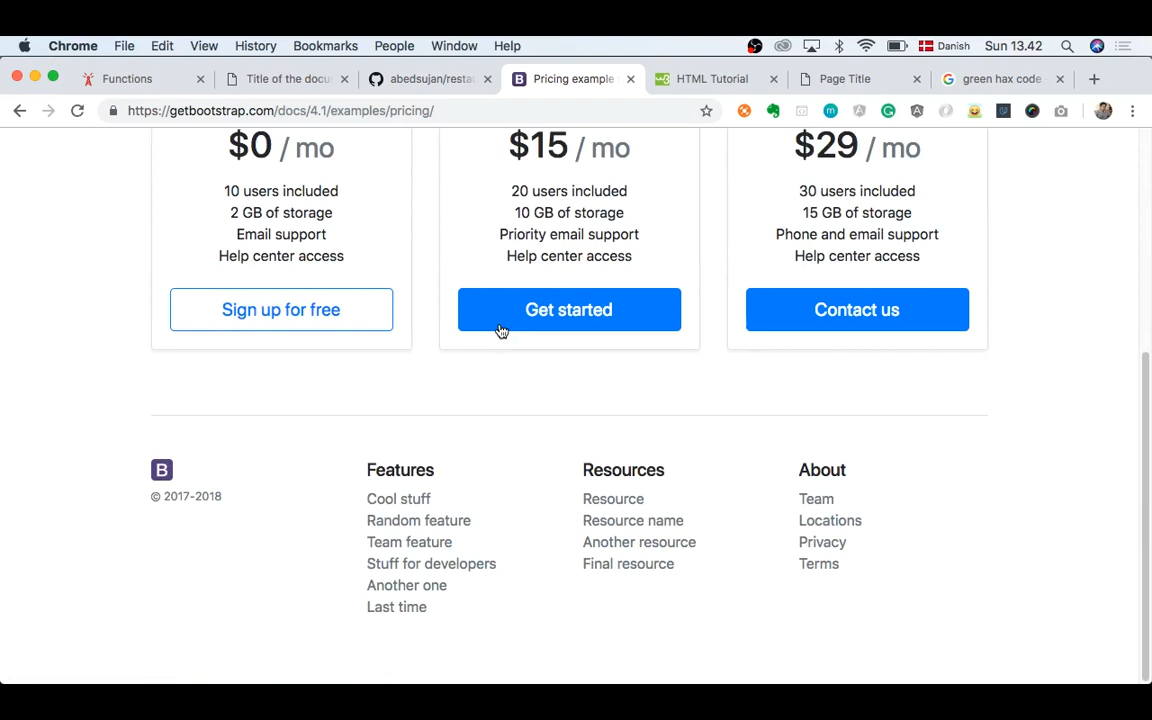 Chrome File Edit View History Bookmarks People Window Help Danish Sun 13.42
Functions Title of the docu abedsujan/resta Pricing example HTML Tutorial Page Title green hax code
https://getbootstrap.com/docs/4.1/examples/pricing/
$0 / mo $15 / mo $29 / mo
10 users included 20 users included 30 users included
2 GB of storage 10 GB of storage 15 GB of storage
Email support Priority email support Phone and email support
Help center access Help center access Help center access
Sign up for free Get started Contact us
B Features Resources About
© 2017-2018 Cool stuff Resource Team
Random feature Resource name Locations
Team feature Another resource Privacy
Stuff for developers Final resource Terms
Another one
Last time